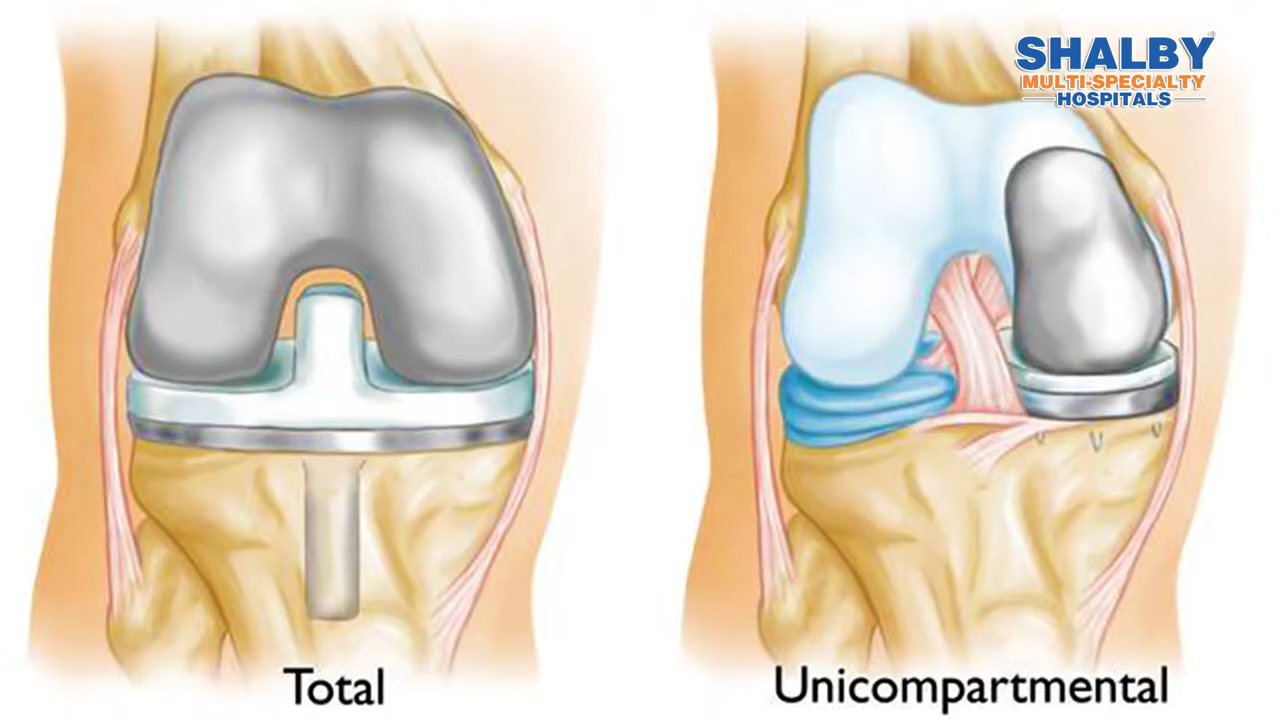 SHALBY
MULTI-SPECIALTY
HOSPITALS
Total
Unicompartmental